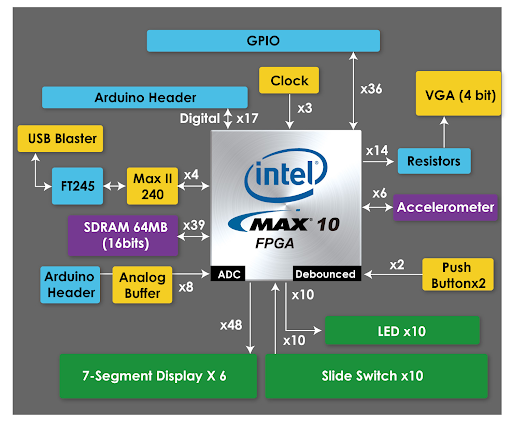 GPIO
Clock
x3
x36
VGA (4 bit)
Arduino Header
Digital x17
USB Blaster
intel
MAX® 10
FPGA
x14
Resistors
FT245
Max II
240
x4
x6
Accelerometer
SDRAM 64MB
(16bits)
x39
Arduino
Header
Analog
Buffer
x8
ADC
Debounced
x2
Push
Buttonx2
x10
x48
x10
LED x10
7-Segment Display X 6
Slide Switch x10